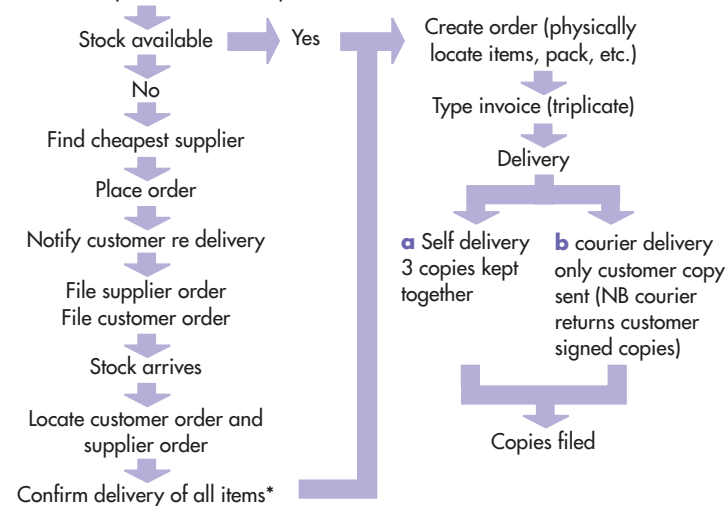 Stock available
Yes
No
Find cheapest supplier
Place order
Notify customer re delivery
File supplier order
File customer order
Stock arrives
Locate customer order and
supplier order
Confirm delivery of all items*
Create order (physically
locate items, pack, etc.)
Type invoice (triplicate)
Delivery
a Self delivery
3 copies kept
together
b courier delivery
only customer copy
sent (NB courier
returns customer
signed copies)
Copies filed